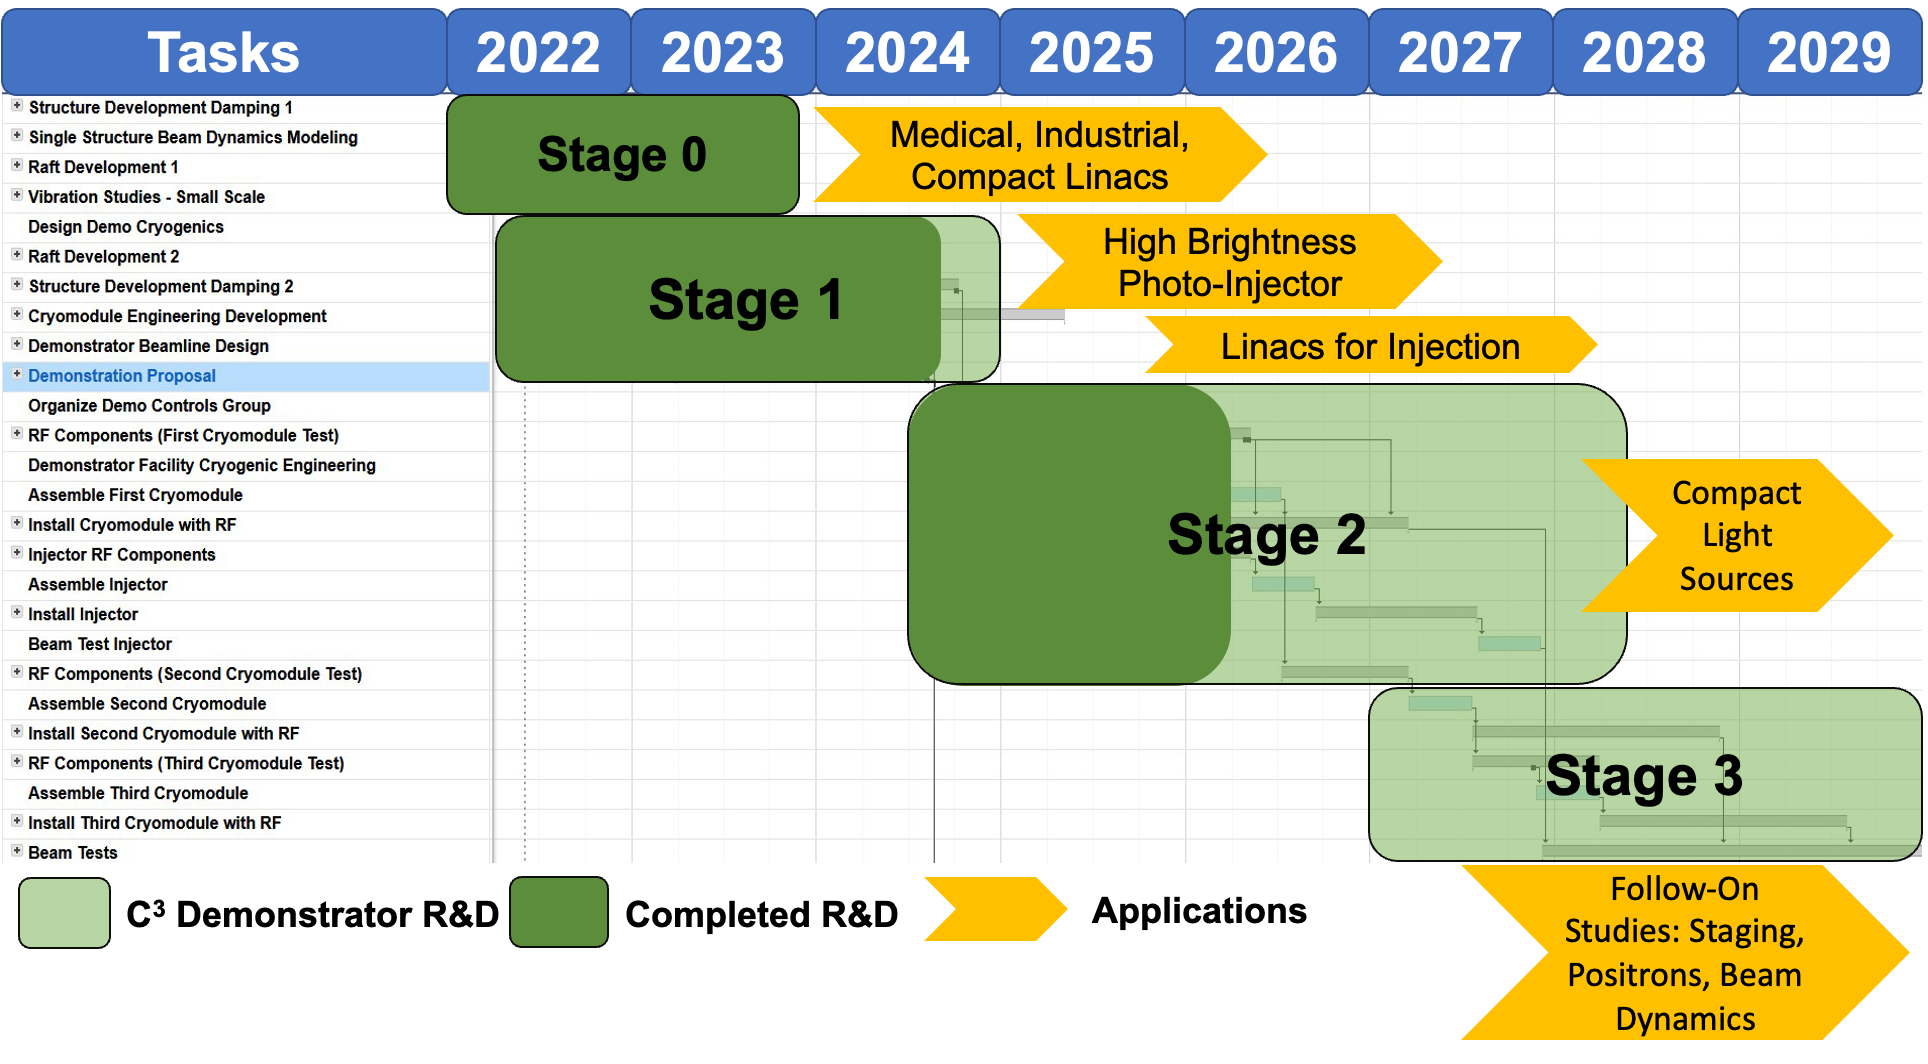 Tasks 2022 2023 2024 2025 2026 2027 2028 2029
Structure Development Damping 1
Single Structure Beam Dynamics Modeling
Raft Development 1
Vibration Studies - Small Scale
Design Demo Cryogenics
Raft Development 2
Structure Development Damping 2
Cryomodule Engineering Development
Demonstrator Beamline Design
Demonstration Proposal
Organize Demo Controls Group
RF Components (First Cryomodule Test)
Demonstrator Facility Cryogenic Engineering
Assemble First Cryomodule
Install Cryomodule with RF
Injector RF Components
Assemble Injector
Install Injector
Beam Test Injector
RF Components (Second Cryomodule Test)
Assemble Second Cryomodule
Install Second Cryomodule with RF
RF Components (Third Cryomodule Test)
Assemble Third Cryomodule
Install Third Cryomodule with RF
Beam Tests
Stage 0
Medical, Industrial,
Compact Linacs
Stage 1
High Brightness
Photo-Injector
Linacs for Injection
Stage 2
Compact
Light
Sources
Stage 3
Follow-On
Studies: Staging,
Positrons, Beam
Dynamics
C³ Demonstrator R&D
Completed R&D
Applications